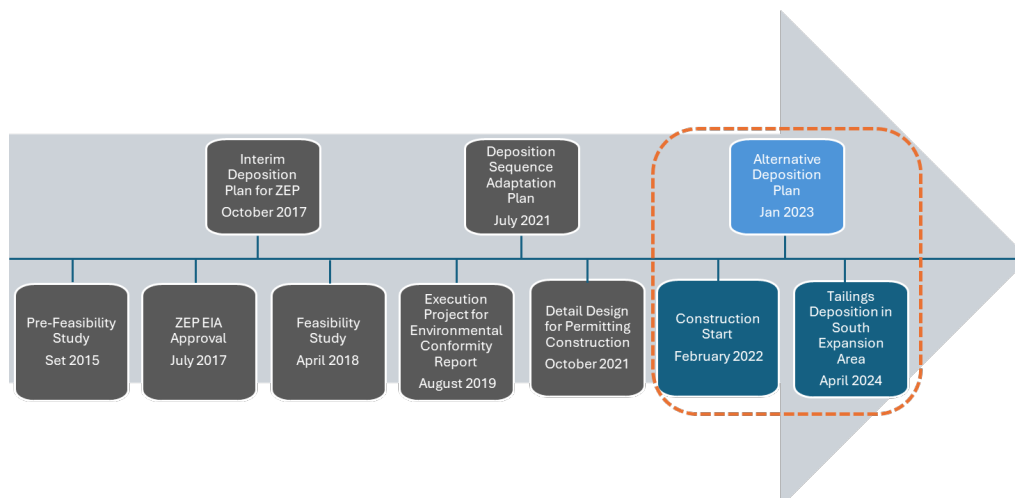 Interim
Deposition
Plan for ZEP
October 2017
Deposition
Sequence
Adaptation
Plan
July 2021
Alternative
Deposition
Plan
Jan 2023
Pre-Feasibility
Study
Set 2015
ZEP EIA
Approval
July 2017
Feasibility
Study
April 2018
Execution
Project for
Environmental
Conformity
Report
August 2019
Detail Design
for Permitting
Construction
October 2021
Construction
Start
February 2022
Tailings
Deposition in
South
Expansion
Area
April 2024